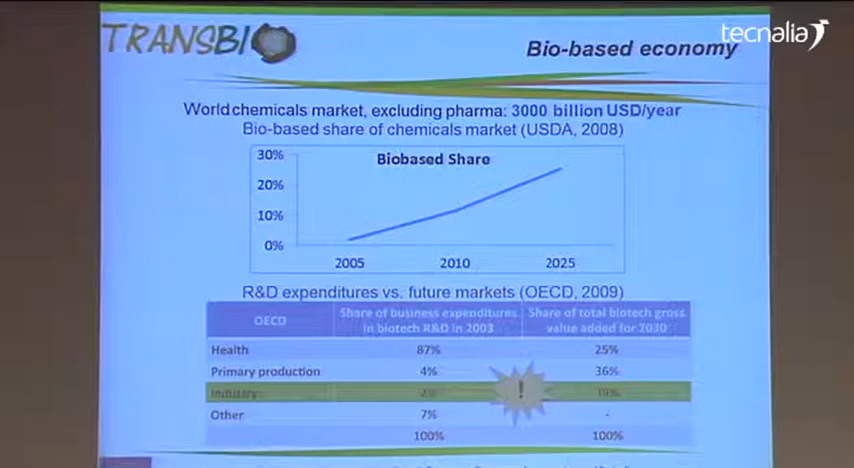 TRANSBIO
tecnalia
Bio-based economy
World chemicals market, excluding pharma: 3000 billion USD/year
Bio-based share of chemicals market (USDA, 2008)
Biobased Share
30%
20%
10%
0%
2005 2010 2025
R&D expenditures vs. future markets (OECD, 2009)
OECD Share of business expenditures in biotech R&D in 2003 Share of total biotech gross value added for 2030
Health 87% 25%
Primary production 4% 36%
Industry
!
Other 7% -
100% 100%